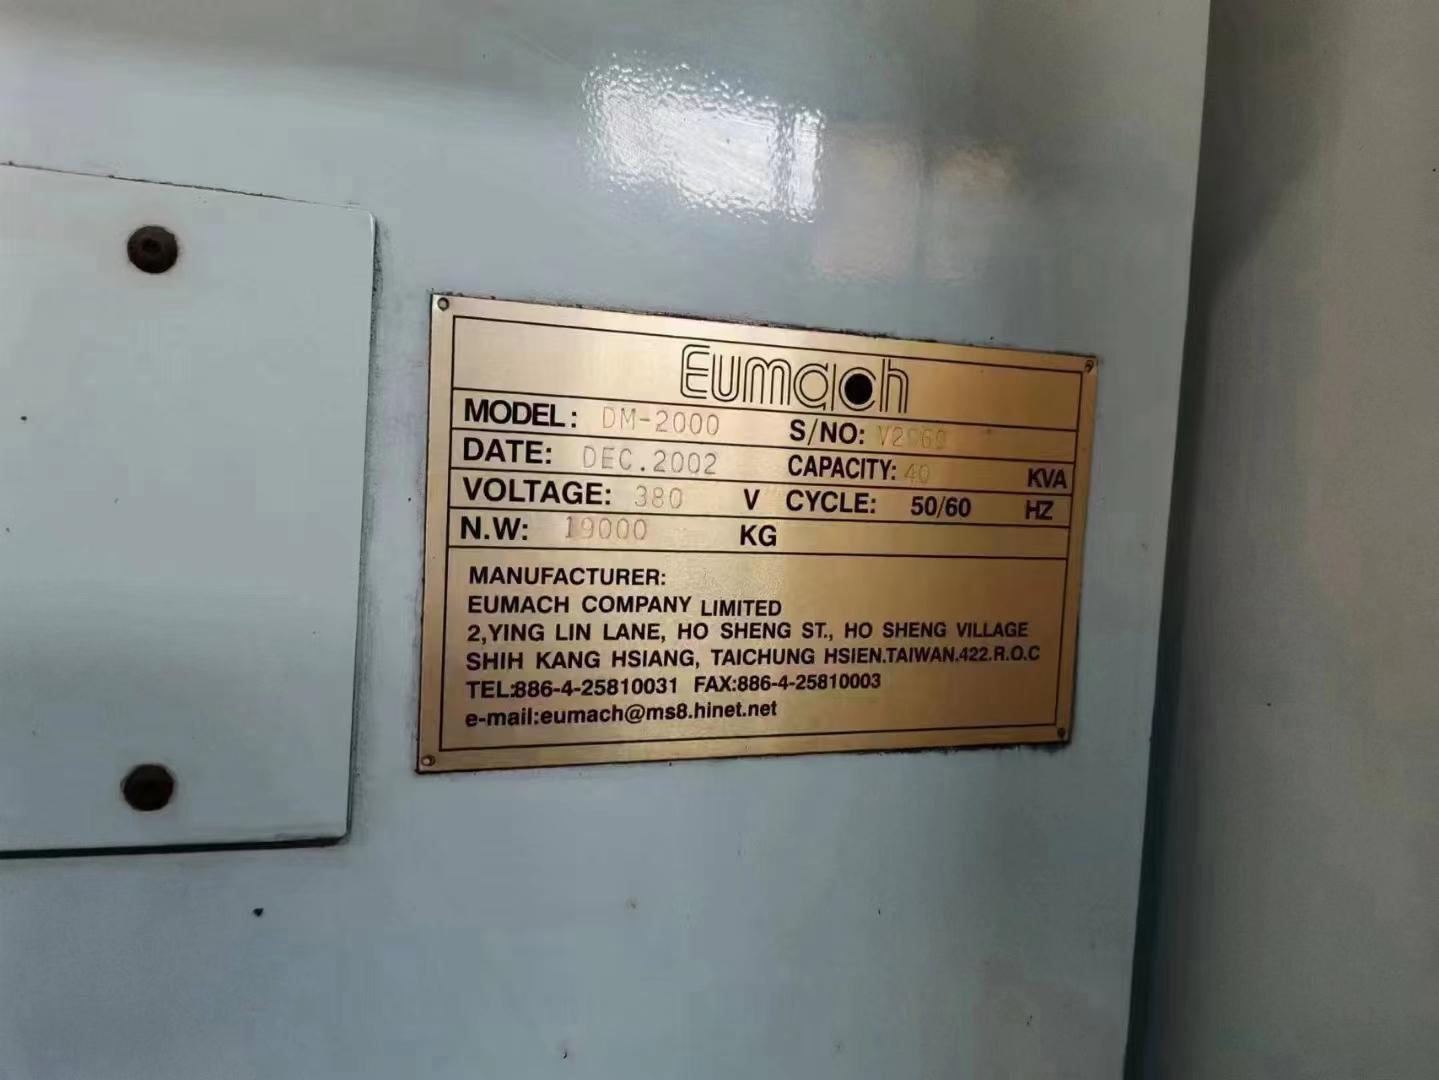 Eumach
MODEL: DM-2000 S/NO:
DATE: DEC.2002 CAPACITY: 40 KVA
VOLTAGE: 380 V CYCLE: 50/60 HZ
N.W: 19000 KG
MANUFACTURER:
EUMACH COMPANY LIMITED
2,YING LIN LANE, HO SHENG ST., HO SHENG VILLAGE
SHIH KANG HSIANG, TAICHUNG HSIEN.TAIWAN.422.R.O.C
TEL:886-4-25810031 FAX:886-4-25810003
e-mail:eumach@ms8.hinet.net